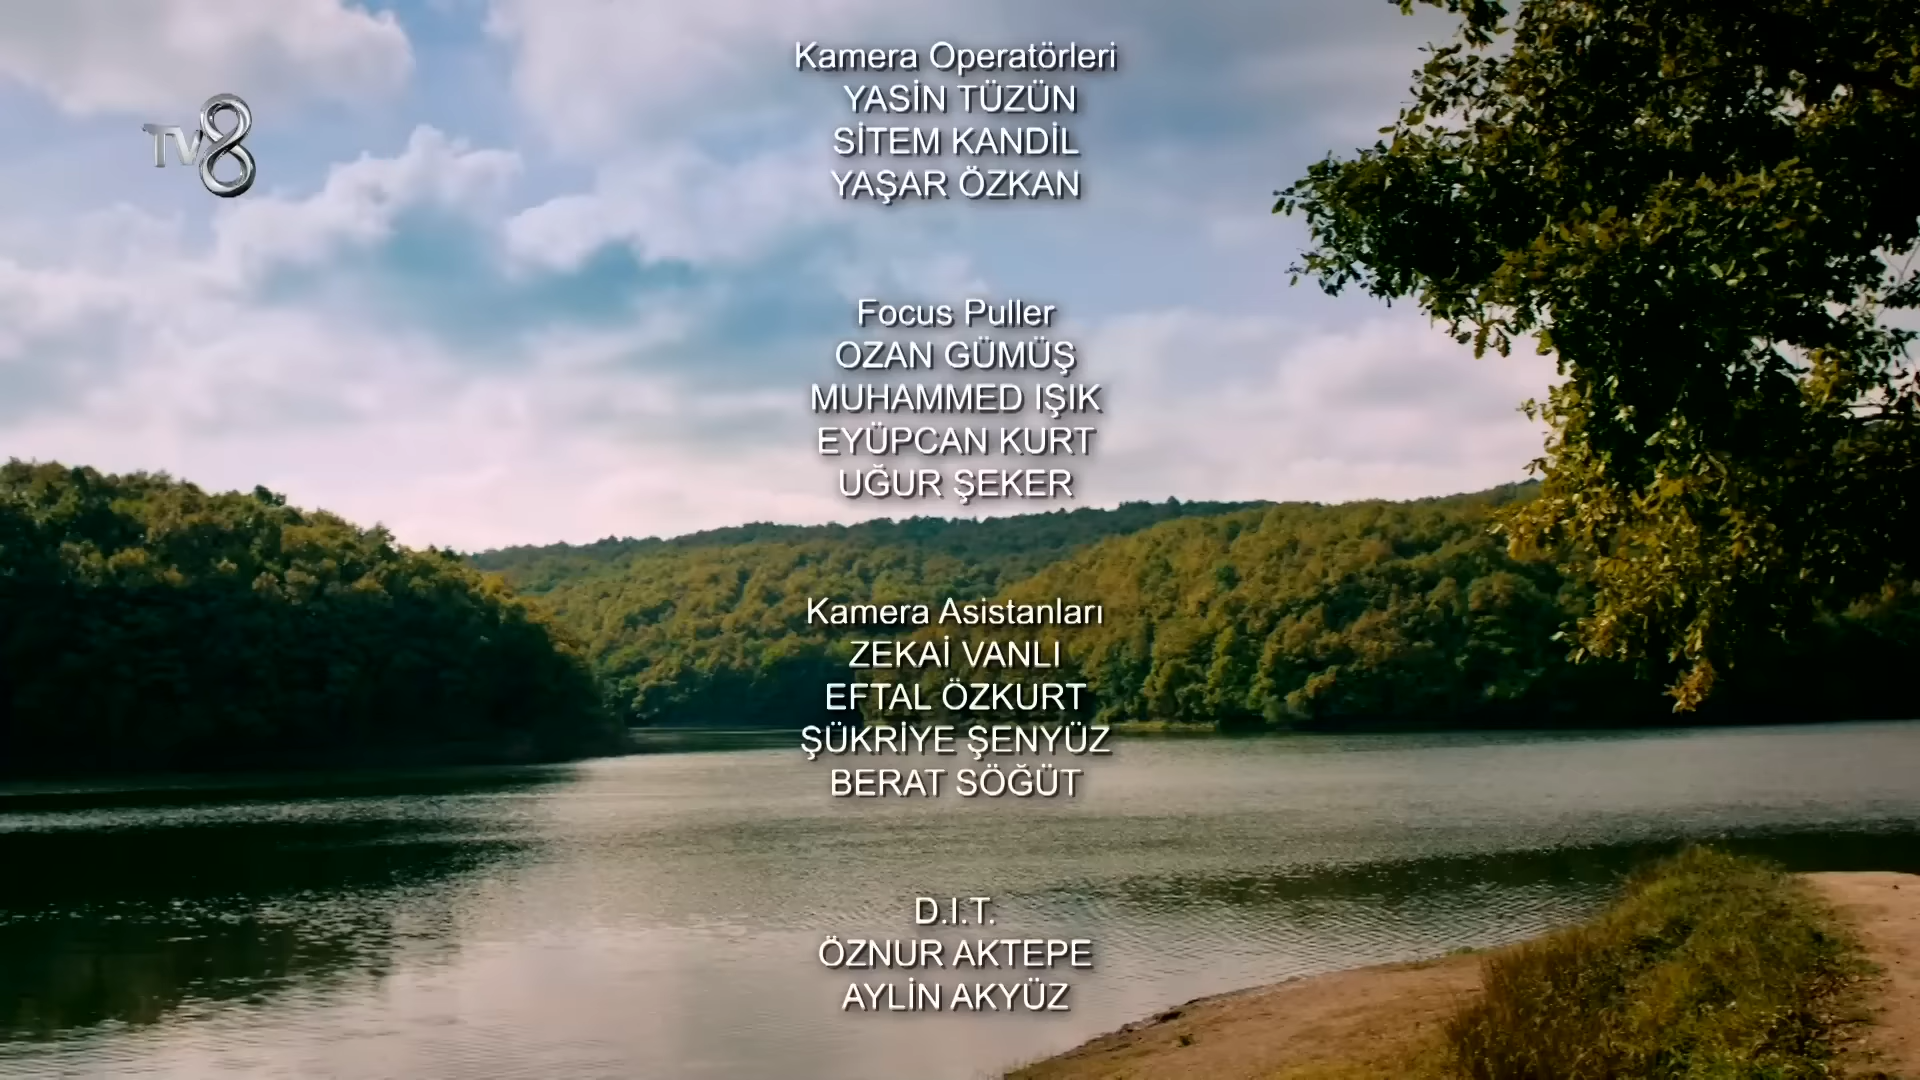 TV8
Kamera Operatörleri
YASİN TÜZÜN
SİTEM KANDİL
YAŞAR ÖZKAN
Focus Puller
OZAN GÜMÜŞ
MUHAMMED IŞIK
EYÜPCAN KURT
UĞUR ŞEKER
Kamera Asistanları
ZEKAİ VANLI
EFTAL ÖZKURT
ŞÜKRİYE ŞENYÜZ
BERAT SÖĞÜT
D.I.T.
ÖZNUR AKTEPE
AYLİN AKYÜZ